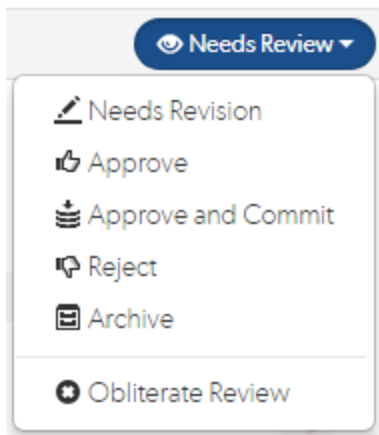 Needs Review
Needs Revision
Approve
Approve and Commit
Reject
Archive
Obliterate Review